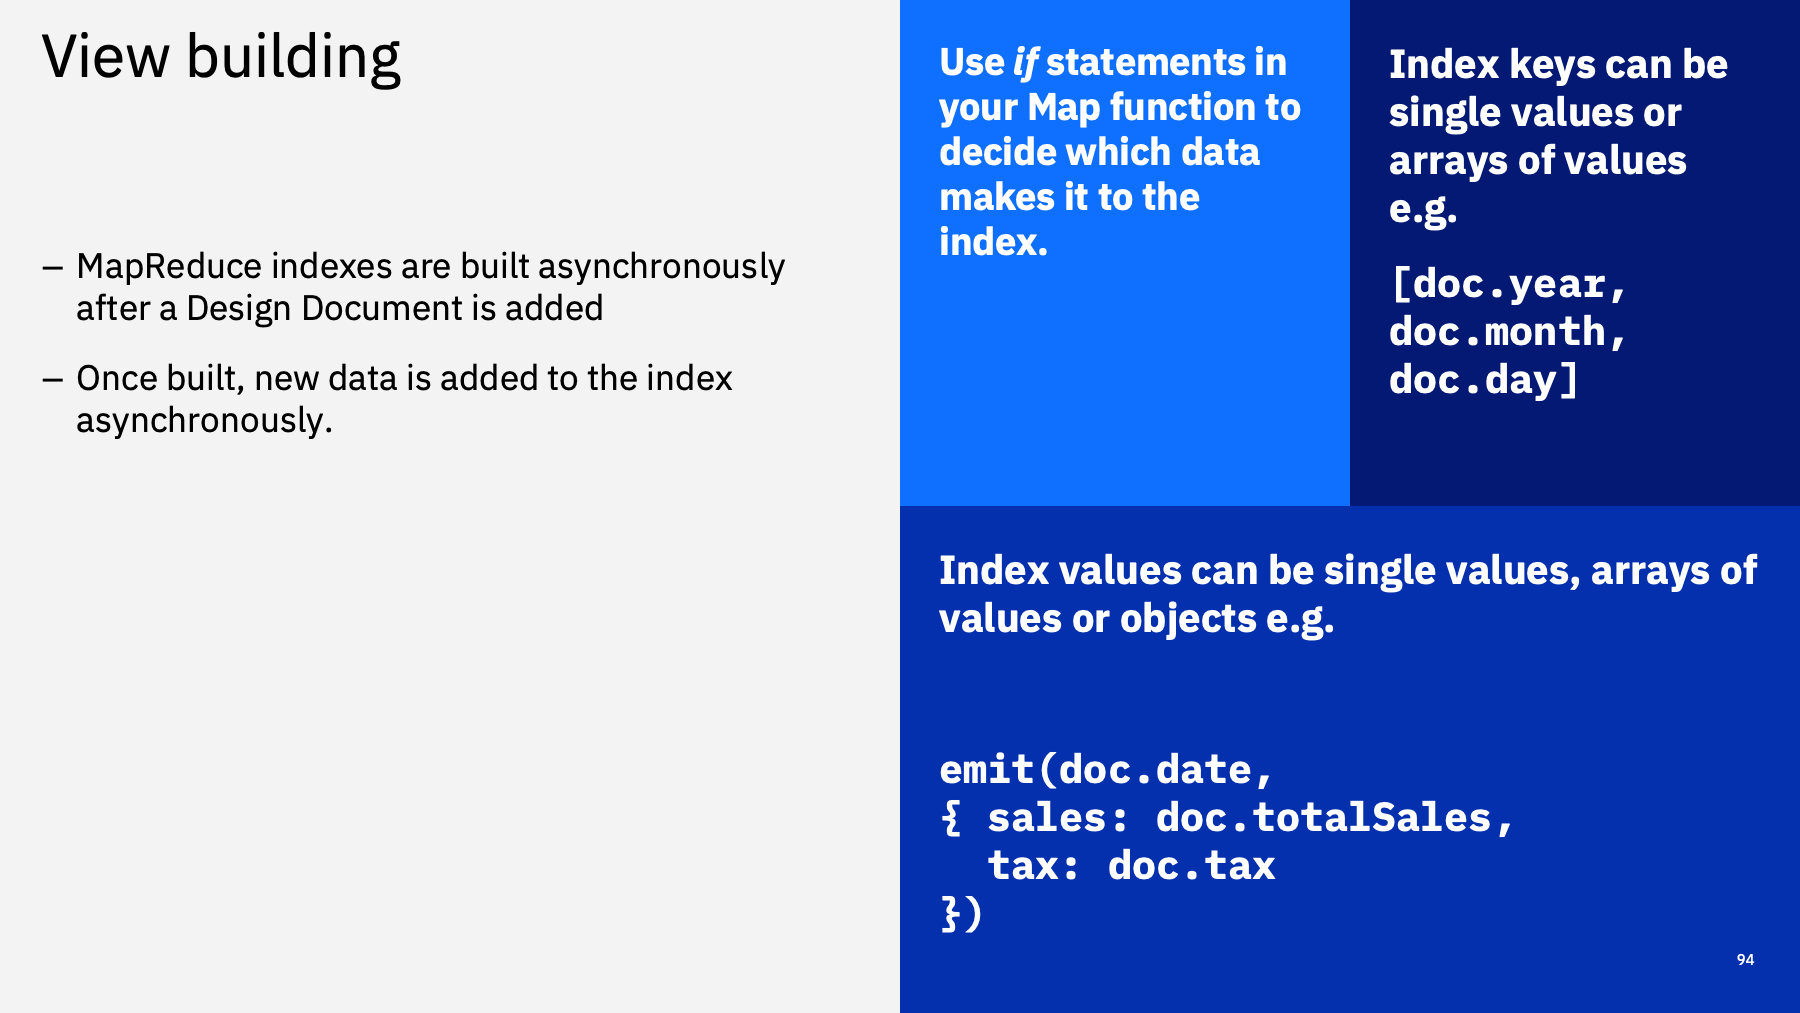 View building
– MapReduce indexes are built asynchronously
after a Design Document is added
– Once built, new data is added to the index
asynchronously.
Use if statements in
your Map function to
decide which data
makes it to the
index.
Index keys can be
single values or
arrays of values
e.g.
[doc.year,
doc.month,
doc.day]
Index values can be single values, arrays of
values or objects e.g.
emit(doc.date,
{ sales: doc.totalSales,
  tax: doc.tax
})
94